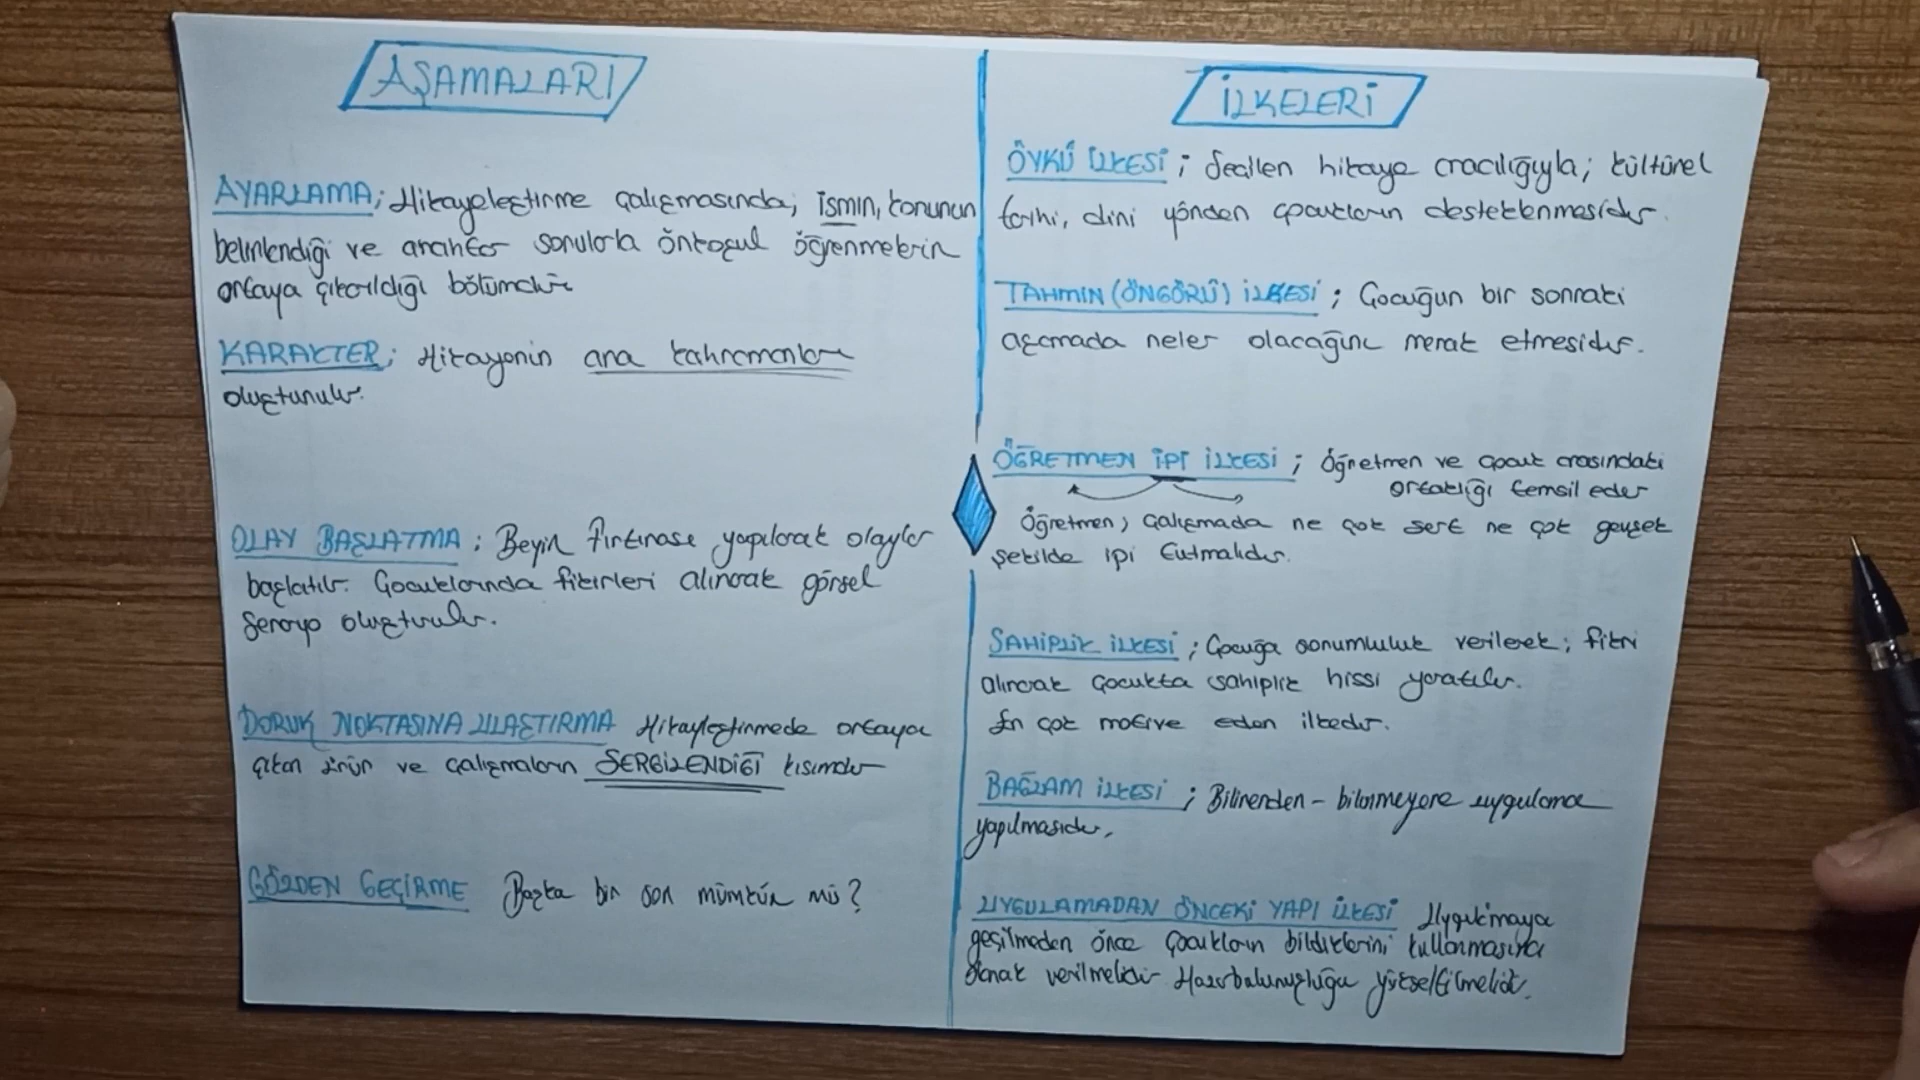 AŞAMALARI
AYARLAMA; Hikayeleştirme çalışmasında; ismin, konunun
belirlendiği ve anahtar sorularla önkoşul öğrenmelerin
ortaya çıkarıldığı bölümdür
KARAKTER; Hikayenin ana kahramanları
oluşturulur.
OLAY BAŞLATMA; Beyin fırtınası yapılarak olaylar
başlatılır. Çocuklarında fikirleri alınarak görsel
Senaryo oluşturulur.
DORUK NOKTASINA ULAŞTIRMA Hikayleştirmede ortaya
çıkan ürün ve çalışmaların SERGİLENDİĞİ kısımdır
GÖZDEN GEÇİRME Başka bir son mümkün mü?
İLKELERİ
ÖYKÜ İLKESİ; Seçilen hikaye aracılığıyla; kültürel
tarihi, dini yönden çocukların desteklenmesidir.
TAHMİN (ÖNGÖRÜ) İLKESİ; Çocuğun bir sonraki
aşamada neler olacağını merak etmesidir.
ÖĞRETMEN İPİ İLKESİ; Öğretmen ve çocuk arasındaki
ortaklığı temsil eder
Öğretmen, çalışmada ne çok sert ne çok gevşek
şekilde ipi tutmalıdır.
SAHİPLİK İLKESİ; Çocuğa sorumluluk verilerek; fikri
alınarak çocukta sahiplik hissi yaratılır.
En çok motive eden ilkedir.
BAĞLAM İLKESİ; Bilinenden - bilinmeyene uygulama
yapılmasıdır.
UYGULAMADAN ÖNCEKİ YAPI İLKESİ Uygulamaya
geçilmeden önce çocukların bildiklerini kullanmasına
olanak verilmelidir Hazırbulunuşluğu yükseltilmelidir.